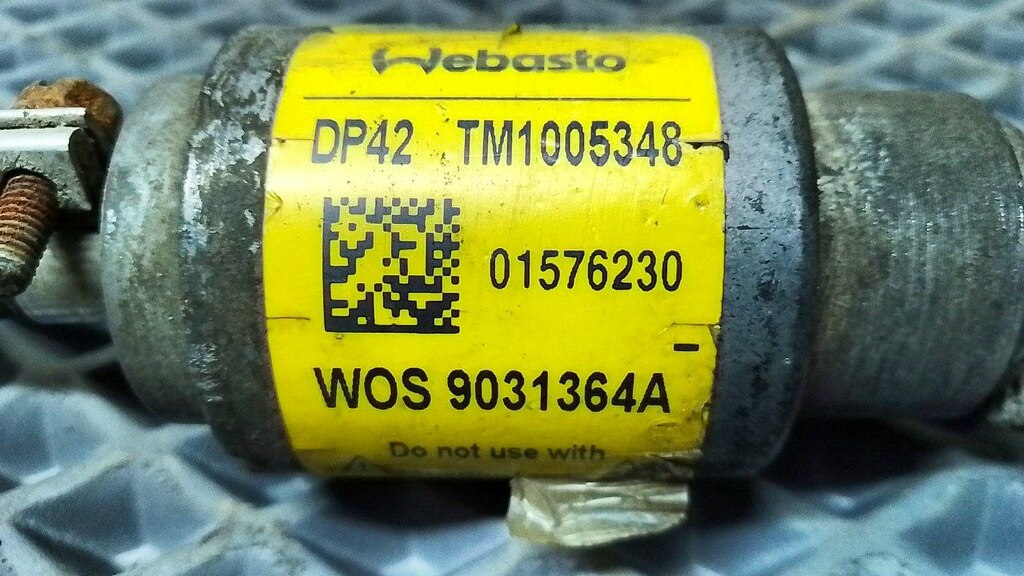 Webasto
DP42 TM1005348
01576230
WOS 9031364A
Do not use with